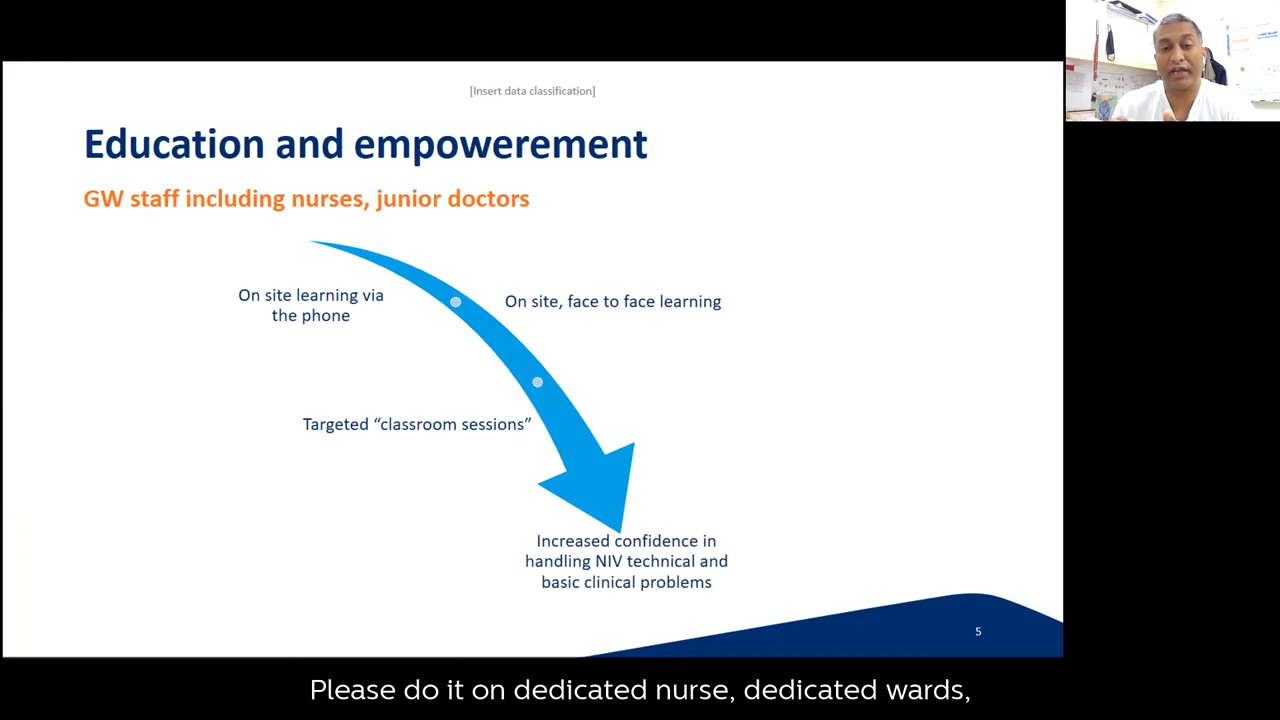 [Insert data classification]
Education and empowerement
GW staff including nurses, junior doctors
On site learning via
the phone
On site, face to face learning
Targeted “classroom sessions”
Increased confidence in
handling NIV technical and
basic clinical problems
5
Please do it on dedicated nurse, dedicated wards,